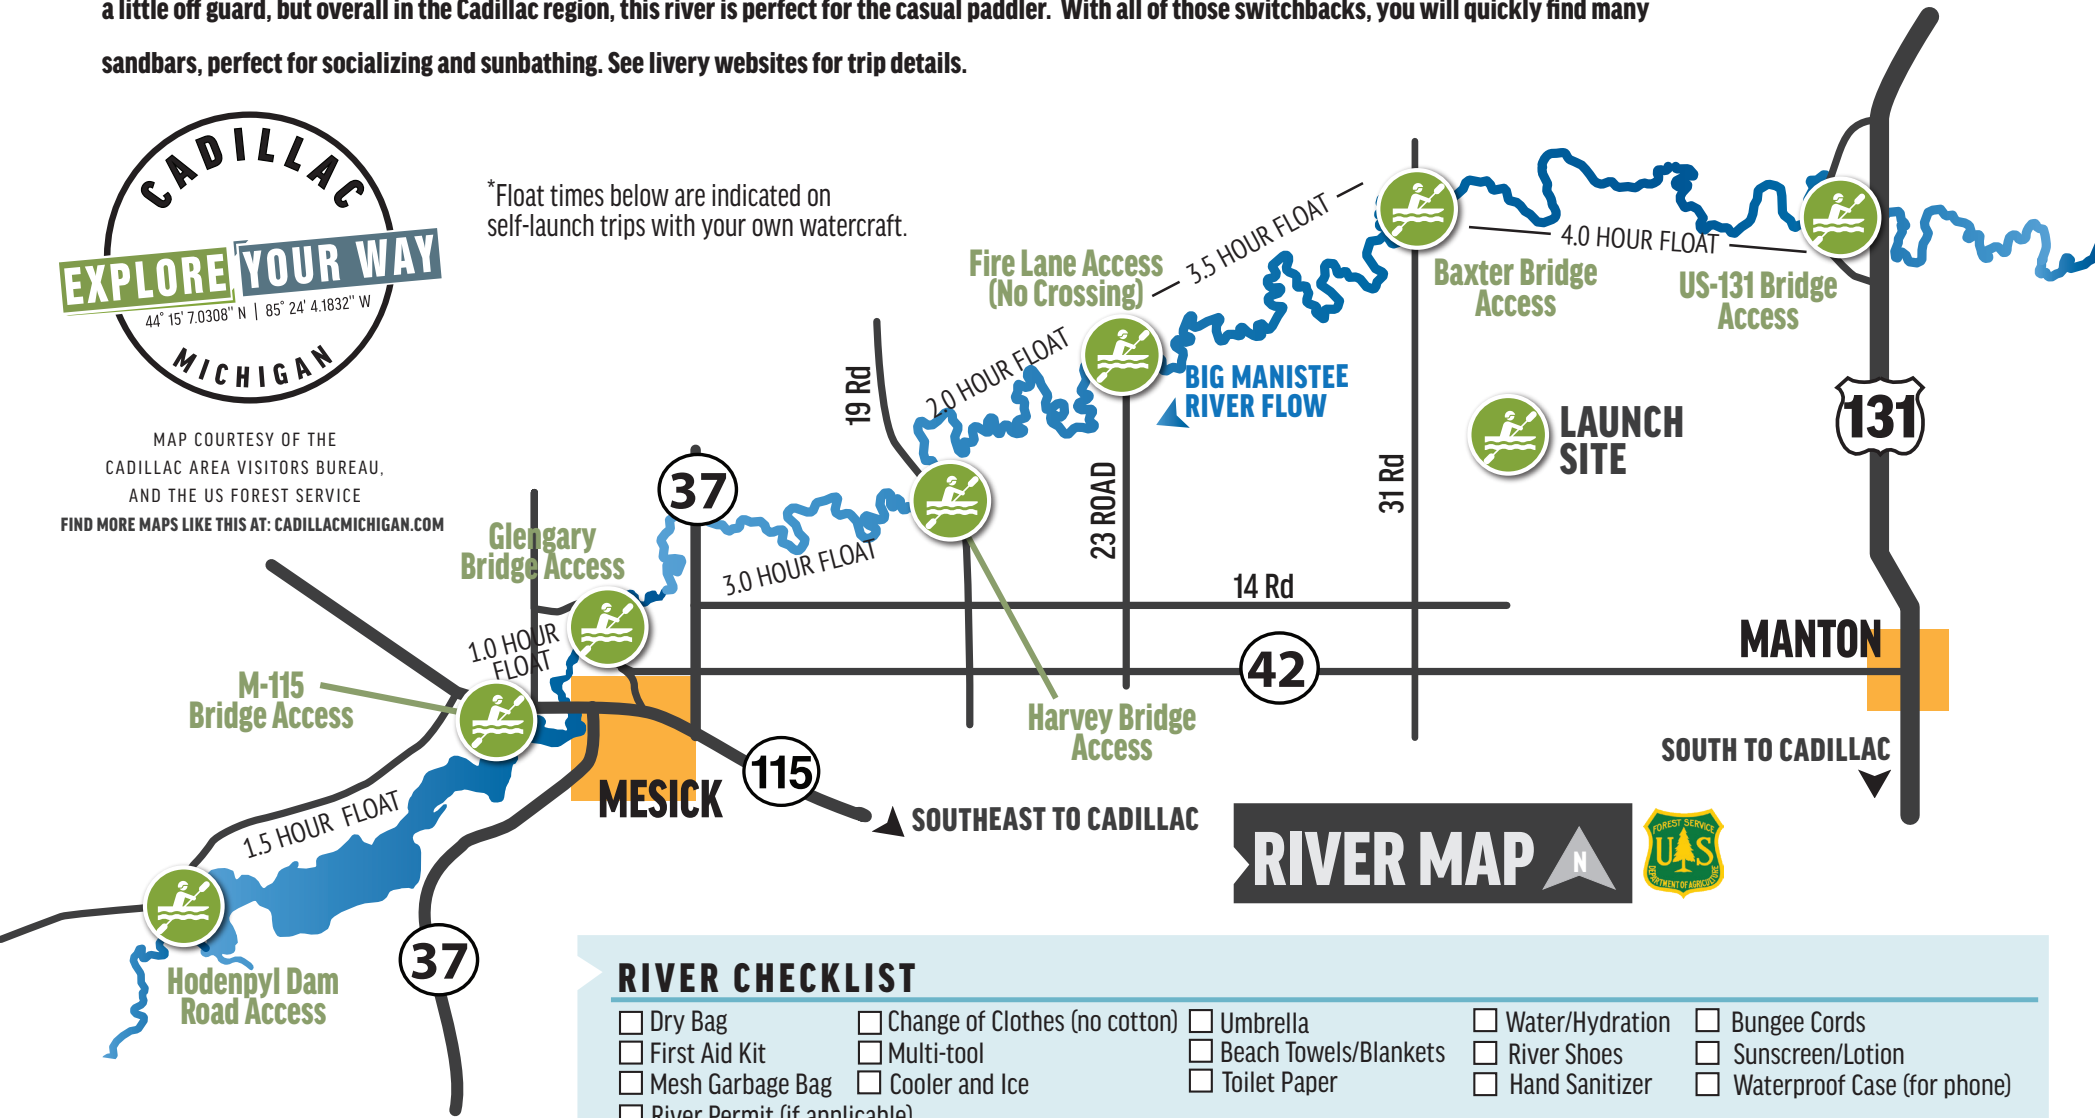 a little off guard, but overall in the Cadillac region, this river is perfect for the casual paddler. With all of those switchbacks, you will quickly find many
sandbars, perfect for socializing and sunbathing. See livery websites for trip details.
CADILLAC
EXPLORE YOUR WAY
44° 15' 7.0308" N | 85° 24' 4.1832" W
MICHIGAN
MAP COURTESY OF THE
CADILLAC AREA VISITORS BUREAU,
AND THE US FOREST SERVICE
FIND MORE MAPS LIKE THIS AT: CADILLACMICHIGAN.COM
*Float times below are indicated on
self-launch trips with your own watercraft.
Fire Lane Access
(No Crossing)
3.5 HOUR FLOAT
4.0 HOUR FLOAT
Baxter Bridge
Access
US-131 Bridge
Access
2.0 HOUR FLOAT
19 Rd
BIG MANISTEE
RIVER FLOW
LAUNCH
SITE
131
37
23 ROAD
31 Rd
Glengary
Bridge Access
3.0 HOUR FLOAT
14 Rd
1.0 HOUR
FLOAT
42
MANTON
M-115
Bridge Access
Harvey Bridge
Access
SOUTH TO CADILLAC
115
MESICK
SOUTHEAST TO CADILLAC
1.5 HOUR FLOAT
RIVER MAP
N
FOREST SERVICE
U S
DEPARTMENT OF AGRICULTURE
37
Hodenpyl Dam
Road Access
RIVER CHECKLIST
Dry Bag
First Aid Kit
Mesh Garbage Bag
River Permit (if applicable)
Change of Clothes (no cotton)
Multi-tool
Cooler and Ice
Umbrella
Beach Towels/Blankets
Toilet Paper
Water/Hydration
River Shoes
Hand Sanitizer
Bungee Cords
Sunscreen/Lotion
Waterproof Case (for phone)